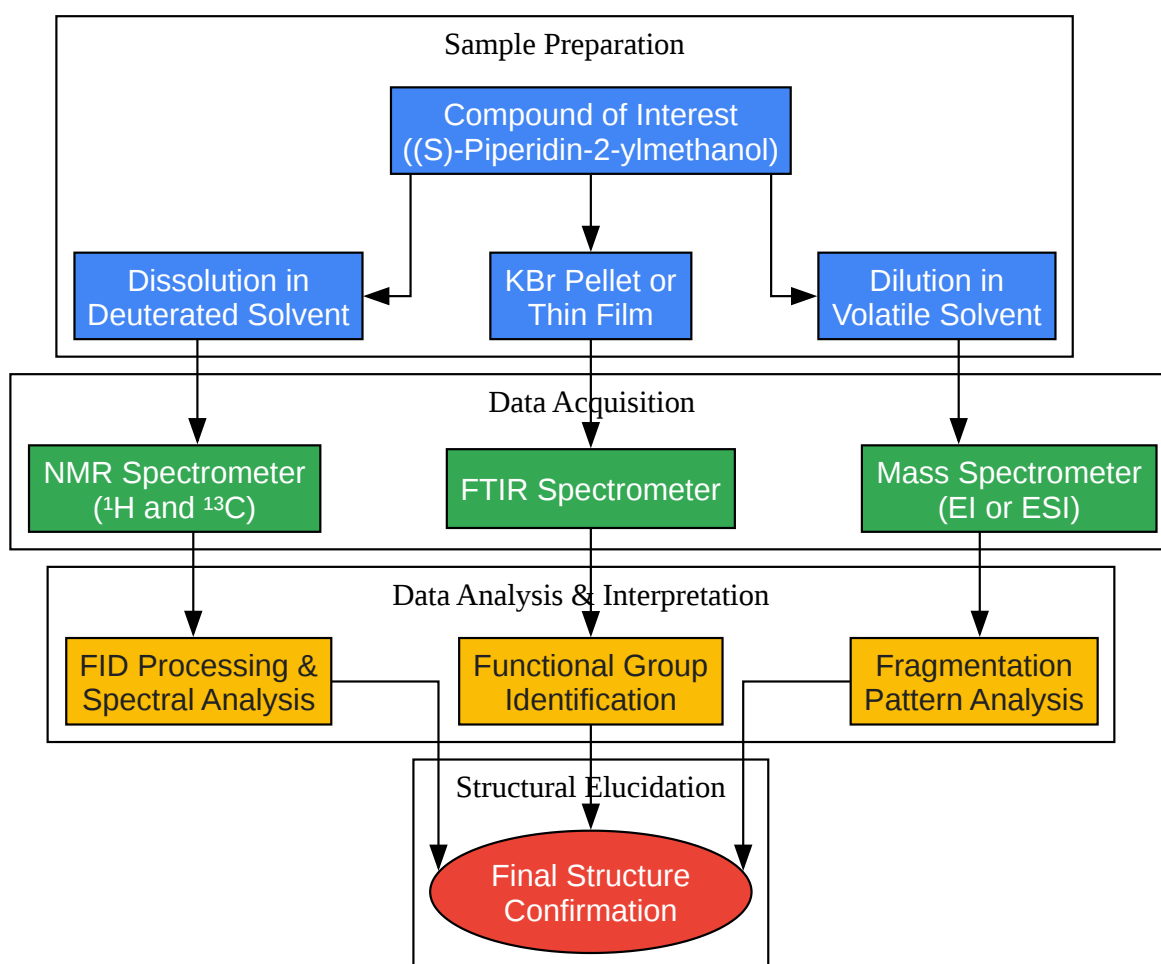 Sample Preparation
Compound of Interest
((S)-Piperidin-2-ylmethanol)
Dissolution in
Deuterated Solvent
KBr Pellet or
Thin Film
Dilution in
Volatile Solvent
Data Acquisition
NMR Spectrometer
(¹H and ¹³C)
FTIR Spectrometer
Mass Spectrometer
(EI or ESI)
Data Analysis & Interpretation
FID Processing &
Spectral Analysis
Functional Group
Identification
Fragmentation
Pattern Analysis
Structural Elucidation
Final Structure
Confirmation